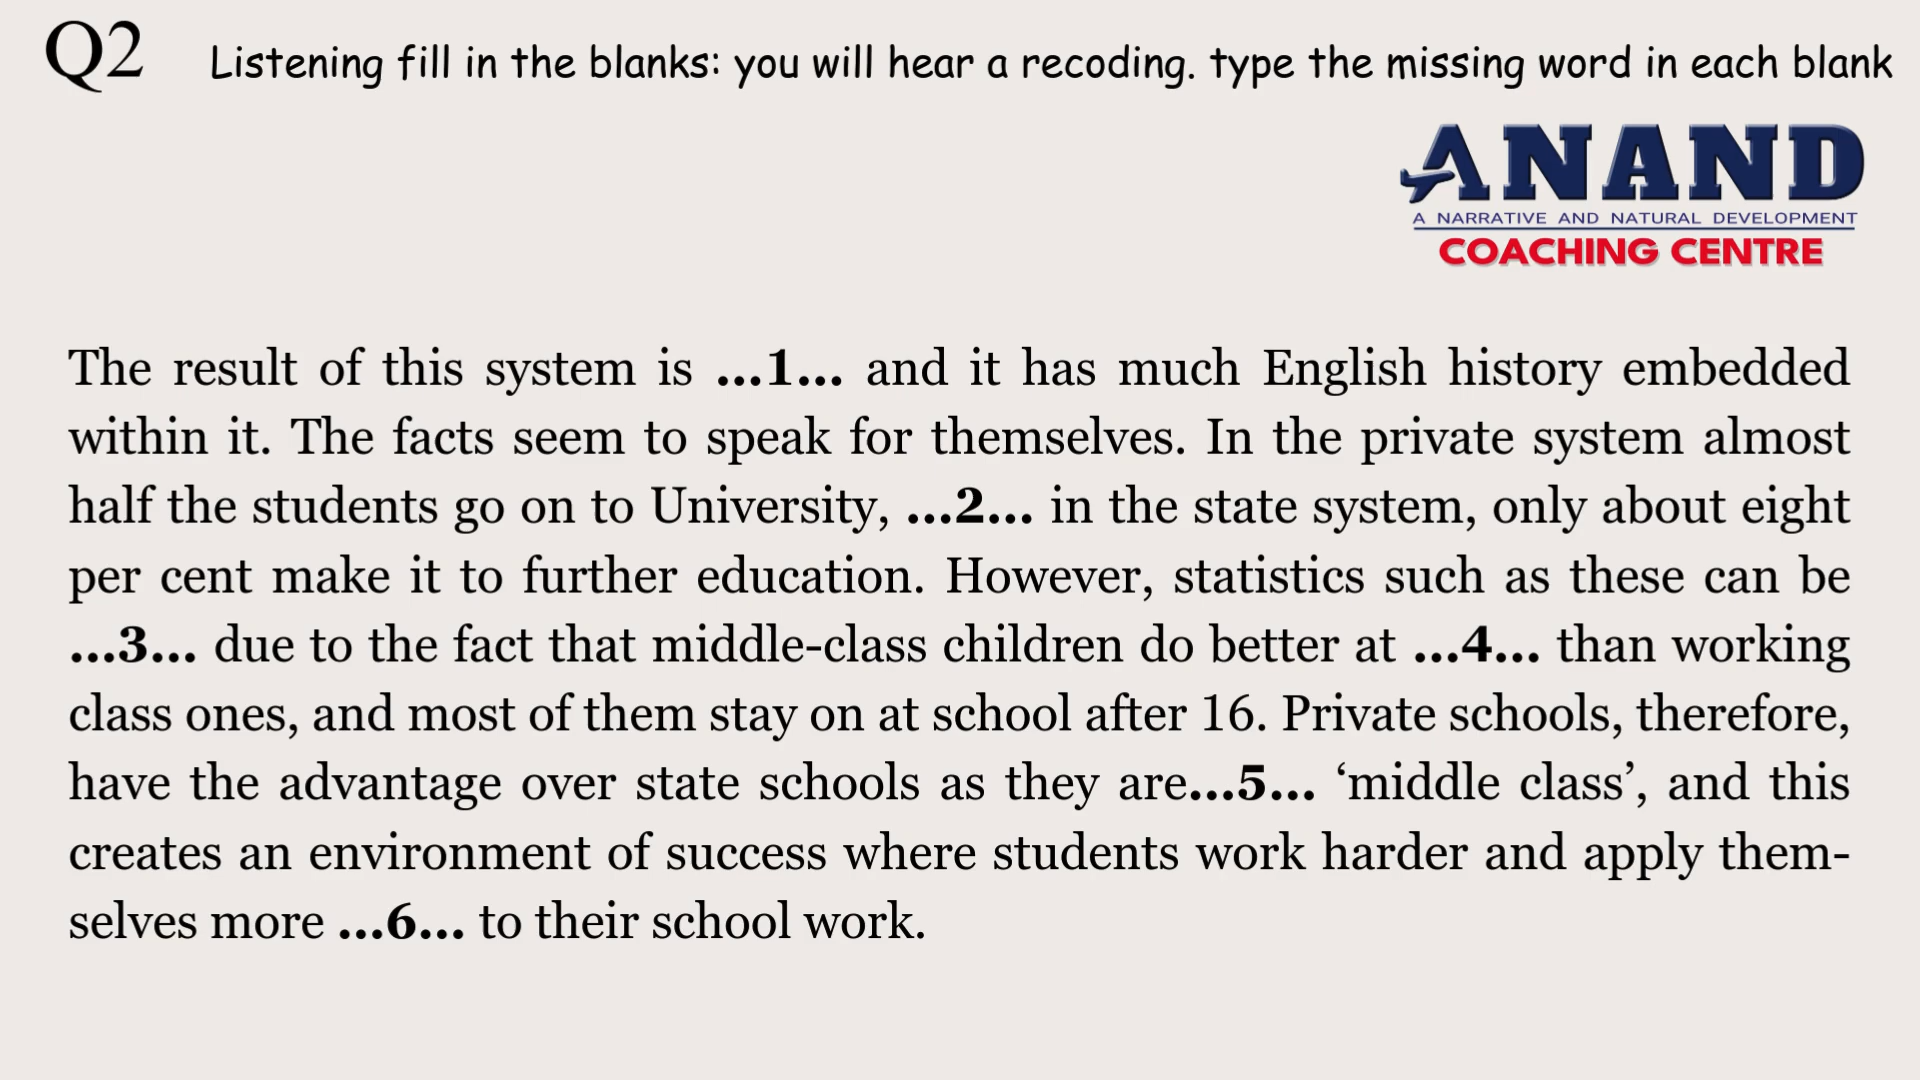 Q2 Listening fill in the blanks: you will hear a recoding. type the missing word in each blank
ANAND
A NARRATIVE AND NATURAL DEVELOPMENT
COACHING CENTRE
The result of this system is ...1... and it has much English history embedded
within it. The facts seem to speak for themselves. In the private system almost
half the students go on to University, ...2... in the state system, only about eight
per cent make it to further education. However, statistics such as these can be
...3... due to the fact that middle-class children do better at ...4... than working
class ones, and most of them stay on at school after 16. Private schools, therefore,
have the advantage over state schools as they are...5... ‘middle class’, and this
creates an environment of success where students work harder and apply them-
selves more ...6... to their school work.